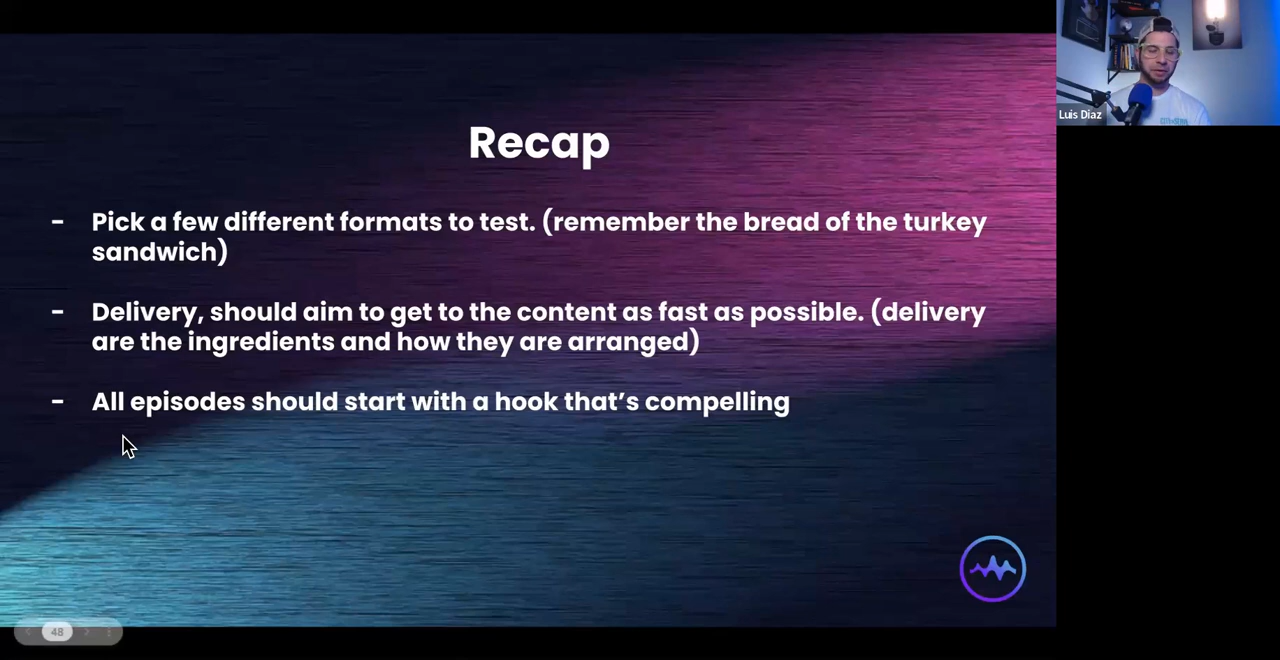 Luis Diaz
Recap
- Pick a few different formats to test. (remember the bread of the turkey
sandwich)
- Delivery, should aim to get to the content as fast as possible. (delivery
are the ingredients and how they are arranged)
- All episodes should start with a hook that's compelling
48